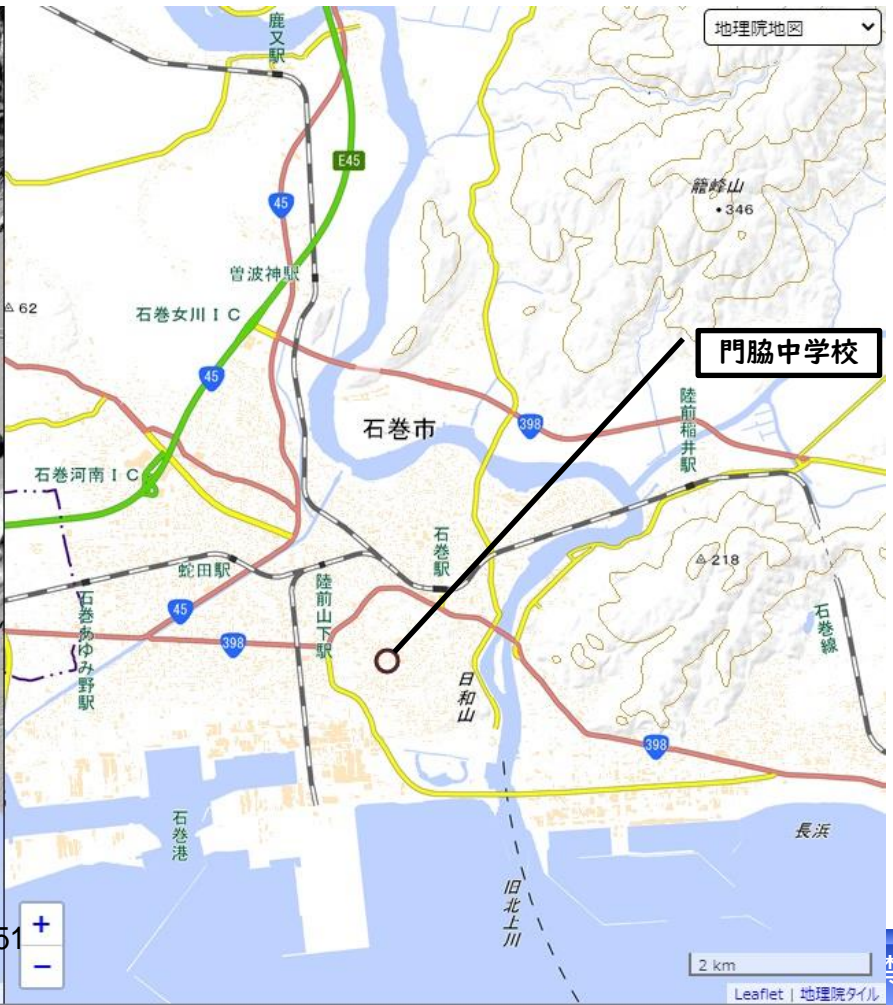 地理院地図
鹿又駅
E45
籠峰山
346
45
曽波神駅
62
石巻女川ＩＣ
門脇中学校
45
陸前稲井駅
石巻市
398
石巻河南ＩＣ
石巻駅
蛇田駅
218
陸前山下駅
石巻あゆみ野駅
45
石巻線
398
日和山
398
石巻港
長浜
旧北上川
51
+
−
2 km
Leaflet | 地理院タイル